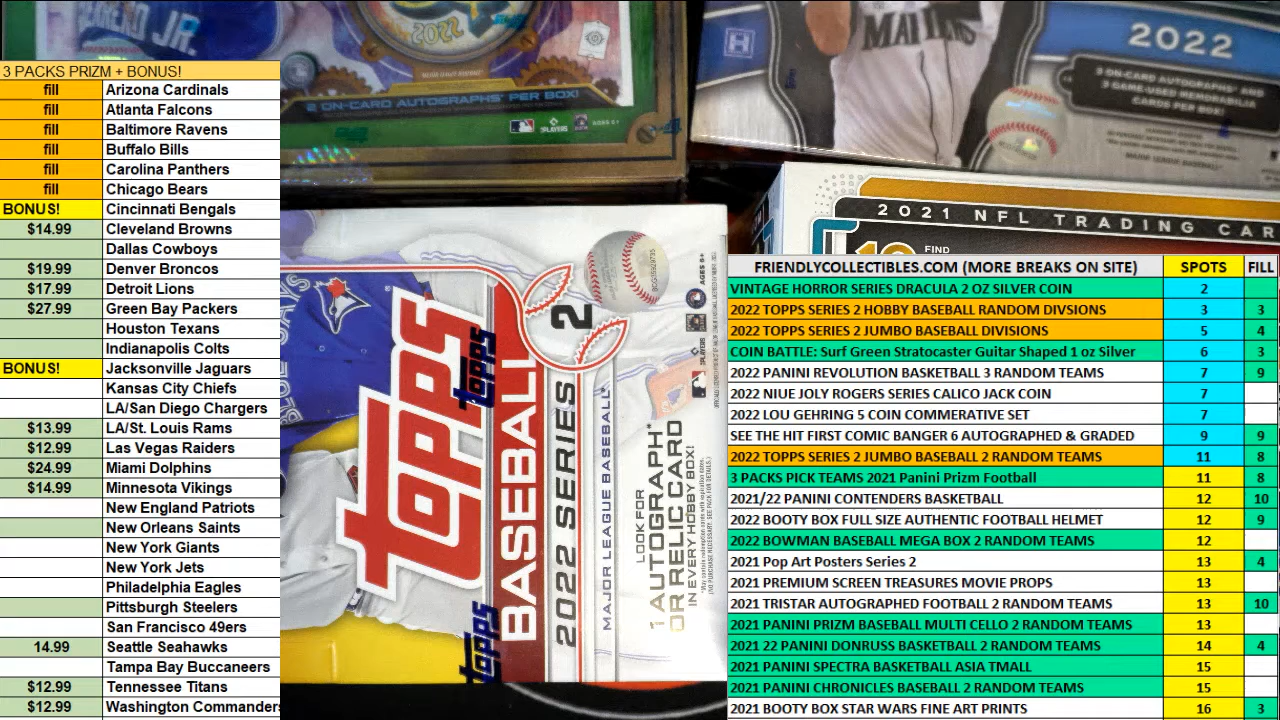 ERO JR.
2 ON-CARD AUTOGRAPHS PER BOX!
2022
2 ON-CARD AUTOGRAPHS AND
CARDS PER BOX!
3 PACKS PRIZM + BONUS!
fill Arizona Cardinals
fill Atlanta Falcons
fill Baltimore Ravens
fill Buffalo Bills
fill Carolina Panthers
fill Chicago Bears
BONUS! Cincinnati Bengals
$14.99 Cleveland Browns
Dallas Cowboys
$19.99 Denver Broncos
$17.99 Detroit Lions
$27.99 Green Bay Packers
Houston Texans
Indianapolis Colts
BONUS! Jacksonville Jaguars
Kansas City Chiefs
LA/San Diego Chargers
$13.99 LA/St. Louis Rams
$12.99 Las Vegas Raiders
$24.99 Miami Dolphins
$14.99 Minnesota Vikings
New England Patriots
New Orleans Saints
New York Giants
New York Jets
Philadelphia Eagles
Pittsburgh Steelers
San Francisco 49ers
14.99 Seattle Seahawks
Tampa Bay Buccaneers
$12.99 Tennessee Titans
$12.99 Washington Commanders
topps
topps
topps
BASEBALL
2022 SERIES 2
MAJOR LEAGUE BASEBALL
LOOK FOR
1 AUTOGRAPH*
OR RELIC CARD
IN EVERY HOBBY BOX!
AGES 6+
2021 NFL TRADING CAR
10 FIND
FRIENDLYCOLLECTIBLES.COM (MORE BREAKS ON SITE) SPOTS FILL
VINTAGE HORROR SERIES DRACULA 2 OZ SILVER COIN 2
2022 TOPPS SERIES 2 HOBBY BASEBALL RANDOM DIVSIONS 3 3
2022 TOPPS SERIES 2 JUMBO BASEBALL DIVISIONS 5 4
COIN BATTLE: Surf Green Stratocaster Guitar Shaped 1 oz Silver 6 3
2022 PANINI REVOLUTION BASKETBALL 3 RANDOM TEAMS 7 9
2022 NIUE JOLY ROGERS SERIES CALICO JACK COIN 7
2022 LOU GEHRING 5 COIN COMMERATIVE SET 7
SEE THE HIT FIRST COMIC BANGER 6 AUTOGRAPHED & GRADED 9 9
2022 TOPPS SERIES 2 JUMBO BASEBALL 2 RANDOM TEAMS 11 8
3 PACKS PICK TEAMS 2021 Panini Prizm Football 11 8
2021/22 PANINI CONTENDERS BASKETBALL 12 10
2022 BOOTY BOX FULL SIZE AUTHENTIC FOOTBALL HELMET 12 9
2022 BOWMAN BASEBALL MEGA BOX 2 RANDOM TEAMS 12
2021 Pop Art Posters Series 2 13 4
2021 PREMIUM SCREEN TREASURES MOVIE PROPS 13
2021 TRISTAR AUTOGRAPHED FOOTBALL 2 RANDOM TEAMS 13 10
2021 PANINI PRIZM BASEBALL MULTI CELLO 2 RANDOM TEAMS 13
2021 22 PANINI DONRUSS BASKETBALL 2 RANDOM TEAMS 14 4
2021 PANINI SPECTRA BASKETBALL ASIA TMALL 15
2021 PANINI CHRONICLES BASEBALL 2 RANDOM TEAMS 15
2021 BOOTY BOX STAR WARS FINE ART PRINTS 16 3